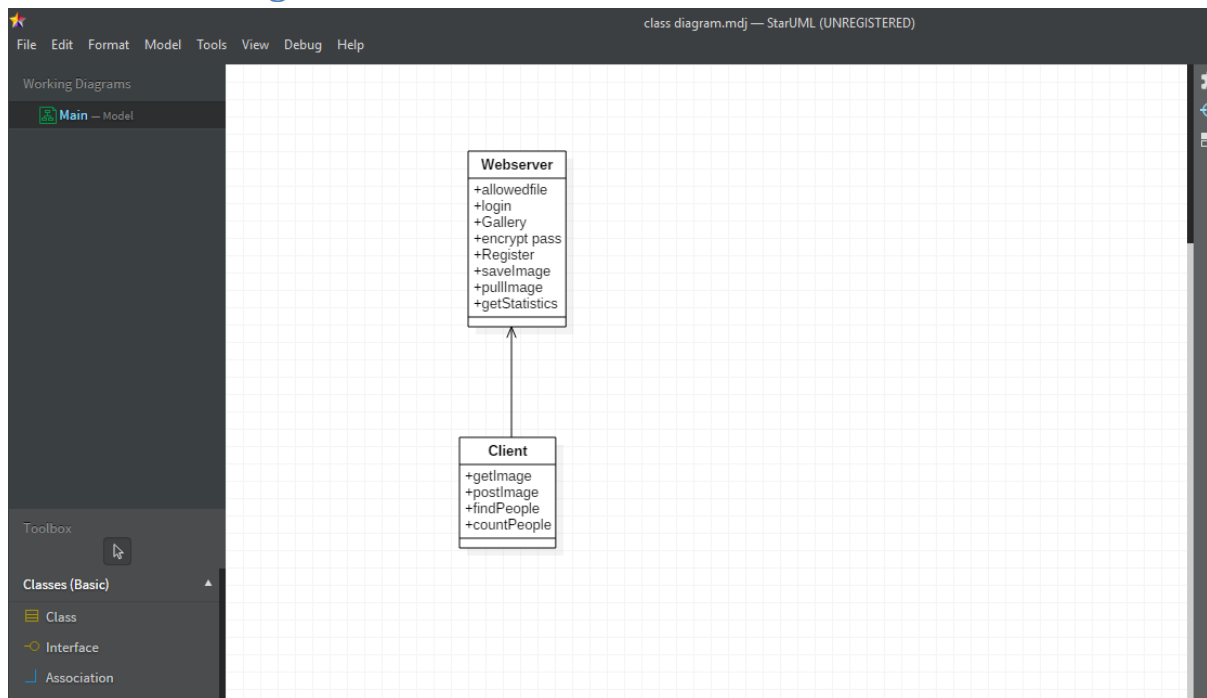 class diagram.mdj — StarUML (UNREGISTERED)
File Edit Format Model Tools View Debug Help
Working Diagrams
Main — Model
Webserver
+allowedfile
+login
+Gallery
+encrypt pass
+Register
+saveImage
+pullImage
+getStatistics
Client
+getImage
+postImage
+findPeople
+countPeople
Toolbox
Classes (Basic)
Class
Interface
Association